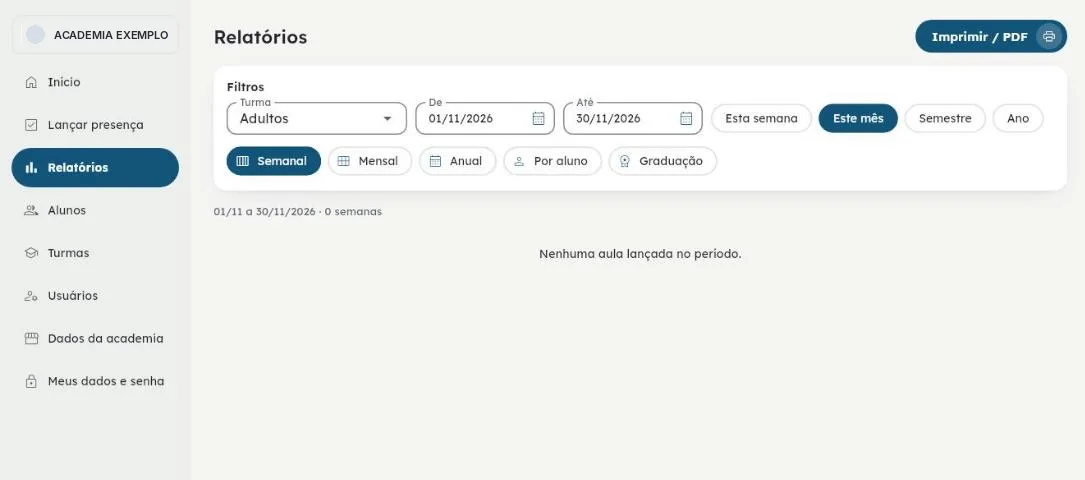 ACADEMIA EXEMPLO
Início
Lançar presença
Relatórios
Alunos
Turmas
Usuários
Dados da academia
Meus dados e senha
Relatórios
Imprimir / PDF
Filtros
Turma
Adultos
De
01/11/2026
Até
30/11/2026
Esta semana
Este mês
Semestre
Ano
Semanal
Mensal
Anual
Por aluno
Graduação
01/11 a 30/11/2026 · 0 semanas
Nenhuma aula lançada no período.